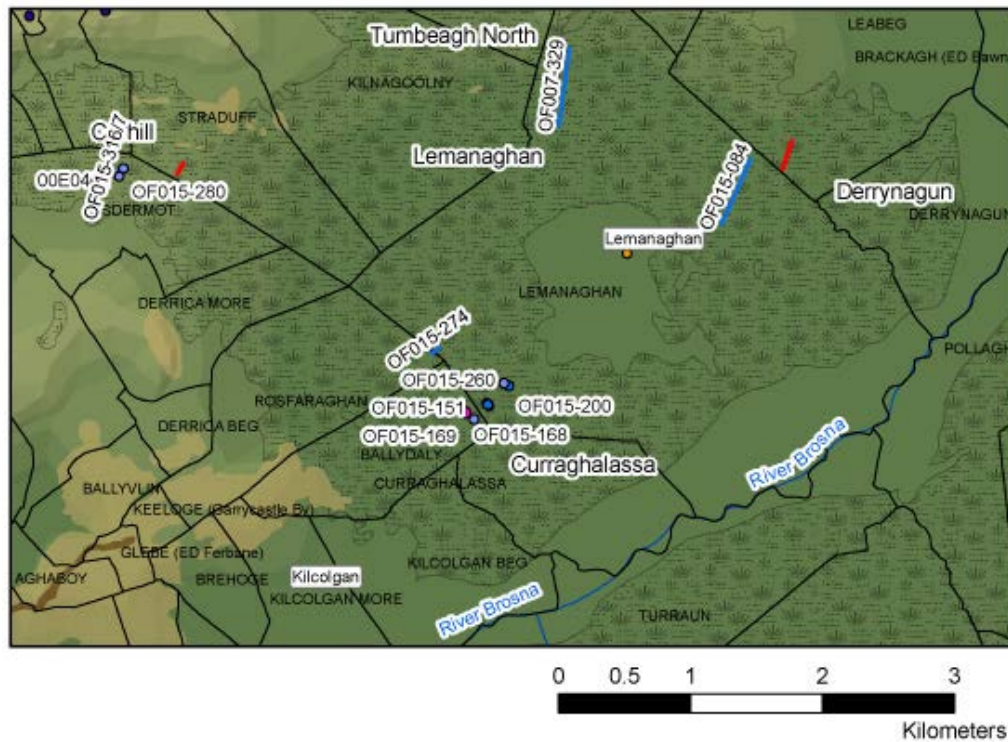 LEABEG
Tumbeagh North
BRACKAGH (ED Bawn
KILNAGOOLNY
OF007-329
STRADUFF
Lemanaghan
OF015-316/7
00E04
OF015-280
OF015-084
Derrynagun
SDERMOT
DERRYNAGUN
Lemanaghan
LEMANAGHAN
DERRICA MORE
OF015-274
POLLAGH
OF015-260
ROSFARAGHAN
OF015-151
OF015-200
DERRICA BEG
OF015-169
OF015-168
River Brosna
BALLYDALY
Curraghalassa
CURRAGHALASSA
BALLYVLIN
KEELOGE (Garrycastle By)
GLEBE (ED Ferbane)
KILCOLGAN BEG
AGHABOY
BREHOGE
Kilcolgan
KILCOLGAN MORE
River Brosna
TURRAUN
0 0.5 1 2 3
Kilometers